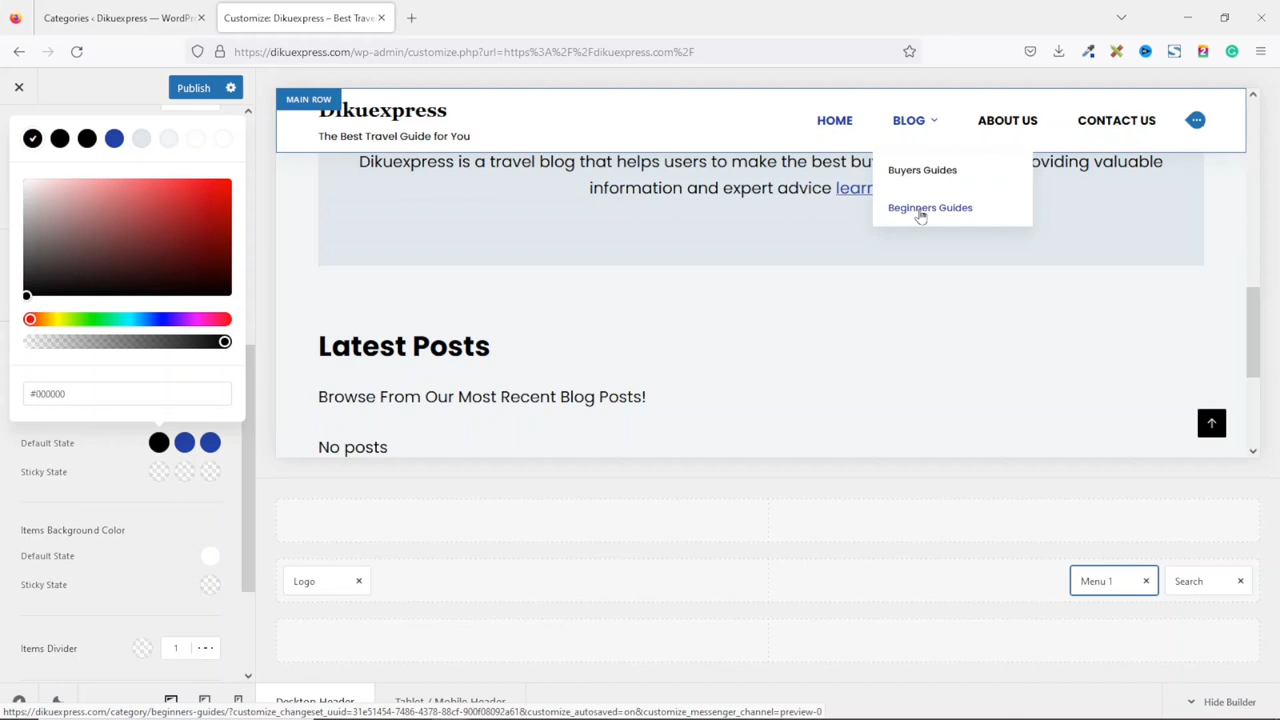 Categories ‹ Dikuexpress — WordPr
Customize: Dikuexpress – Best Trave
https://dikuexpress.com/wp-admin/customize.php?url=https%3A%2F%2Fdikuexpress.com%2F
Publish
MAIN ROW
Dikuexpress
The Best Travel Guide for You
HOME
BLOG
ABOUT US
CONTACT US
Buyers Guides
Beginners Guides
Dikuexpress is a travel blog that helps users to make the best bu
oviding valuable
information and expert advice learn
Latest Posts
Browse From Our Most Recent Blog Posts!
No posts
#000000
Default State
Sticky State
Items Background Color
Default State
Sticky State
Items Divider
1
Logo
Menu 1
Search
Desktop Header
Tablet / Mobile Header
Hide Builder
https://dikuexpress.com/category/beginners-guides/?customize_changeset_uuid=31e51454-7486-4378-88cf-900f08092a61&customize_autosaved=on&customize_messenger_channel=preview-0